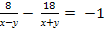 8/(x−y) − 18/(x+y) = −1